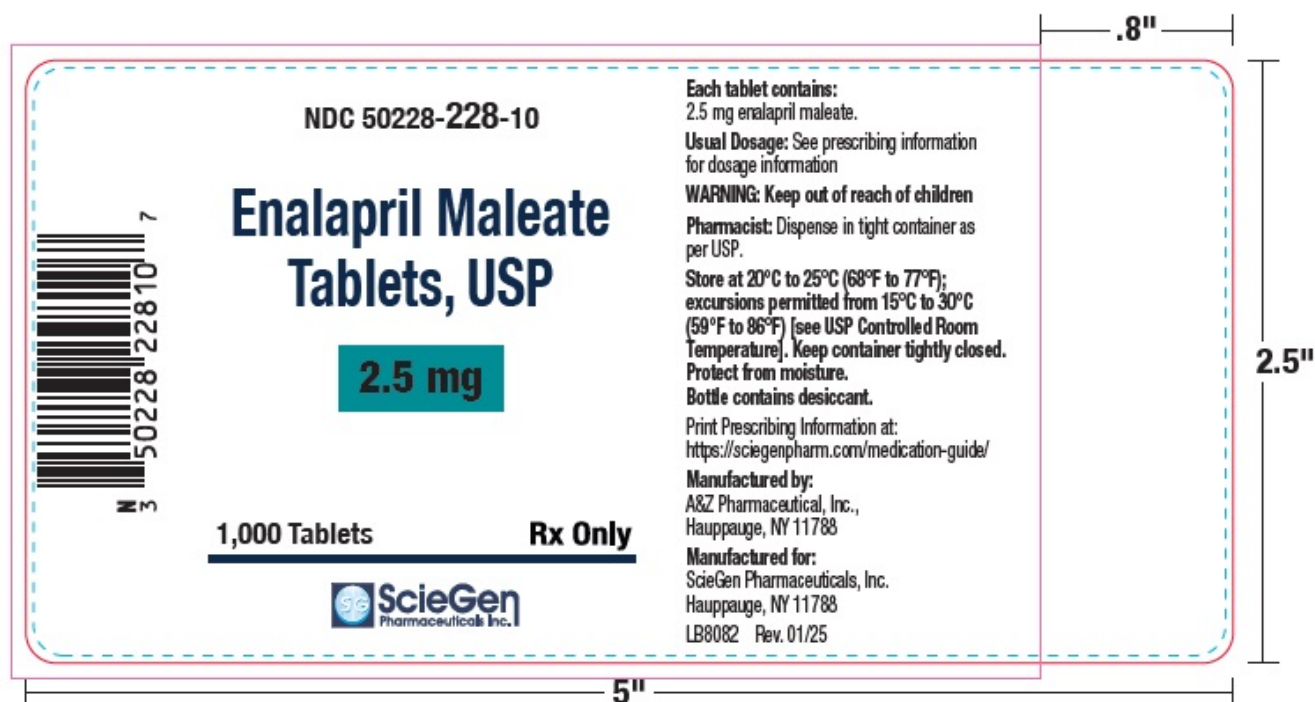 .8"
NDC 50228-228-10
Enalapril Maleate
Tablets, USP
2.5 mg
1,000 Tablets Rx Only
SG ScieGen
Pharmaceuticals Inc.
N
3 50228 22810 7
Each tablet contains:
2.5 mg enalapril maleate.
Usual Dosage: See prescribing information
for dosage information
WARNING: Keep out of reach of children
Pharmacist: Dispense in tight container as
per USP.
Store at 20°C to 25°C (68°F to 77°F);
excursions permitted from 15°C to 30°C
(59°F to 86°F) [see USP Controlled Room
Temperature]. Keep container tightly closed.
Protect from moisture.
Bottle contains desiccant.
Print Prescribing Information at:
https://sciegenpharm.com/medication-guide/
Manufactured by:
A&Z Pharmaceutical, Inc.,
Hauppauge, NY 11788
Manufactured for:
ScieGen Pharmaceuticals, Inc.
Hauppauge, NY 11788
LB8082 Rev. 01/25
2.5"
5"